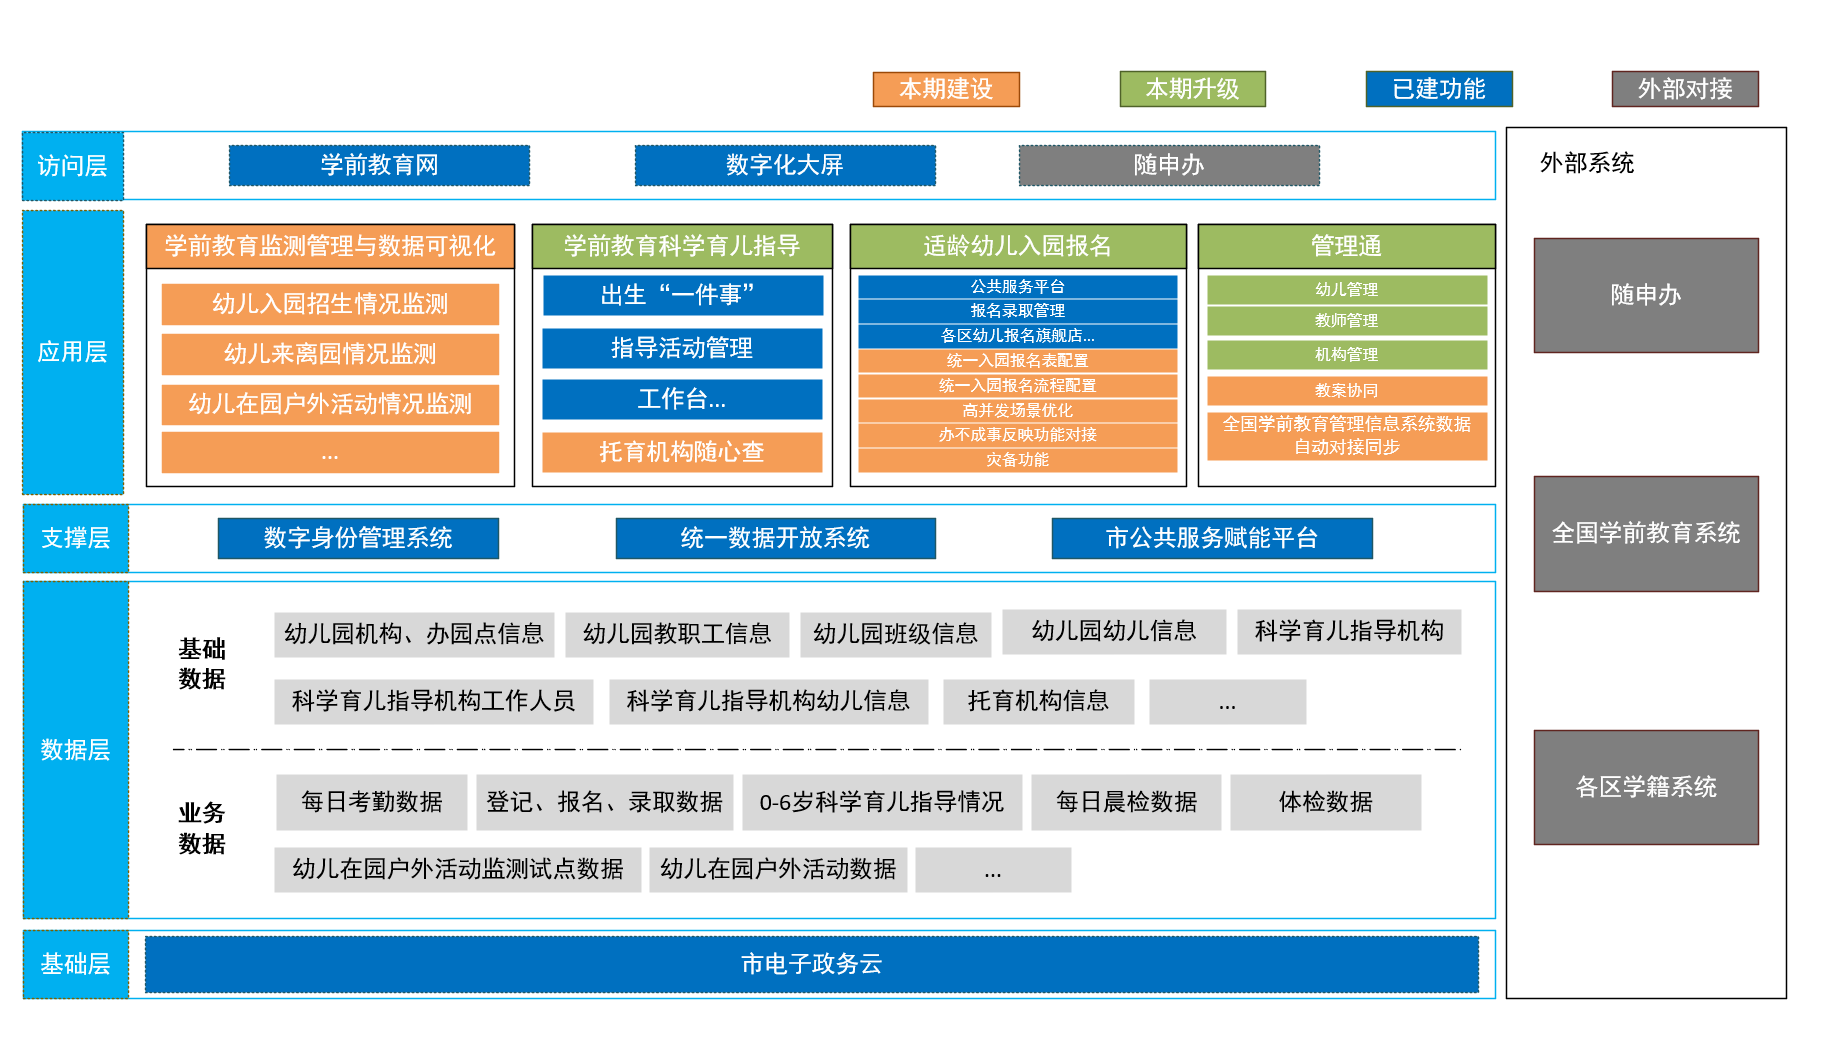 本期建设
本期升级
已建功能
外部对接
访问层
学前教育网
数字化大屏
随申办
应用层
学前教育监测管理与数据可视化
幼儿入园招生情况监测
幼儿来离园情况监测
幼儿在园户外活动情况监测
...
学前教育科学育儿指导
出生“一件事”
指导活动管理
工作台...
托育机构随心查
适龄幼儿入园报名
公共服务平台
报名录取管理
各区幼儿报名旗舰店...
统一入园报名表配置
统一入园报名流程配置
高并发场景优化
办不成事反映功能对接
灾备功能
管理通
幼儿管理
教师管理
机构管理
教案协同
全国学前教育管理信息系统数据
自动对接同步
支撑层
数字身份管理系统
统一数据开放系统
市公共服务赋能平台
数据层
基础
数据
幼儿园机构、办园点信息
幼儿园教职工信息
幼儿园班级信息
幼儿园幼儿信息
科学育儿指导机构
科学育儿指导机构工作人员
科学育儿指导机构幼儿信息
托育机构信息
...
业务
数据
每日考勤数据
登记、报名、录取数据
0-6岁科学育儿指导情况
每日晨检数据
体检数据
幼儿在园户外活动监测试点数据
幼儿在园户外活动数据
...
基础层
市电子政务云
外部系统
随申办
全国学前教育系统
各区学籍系统